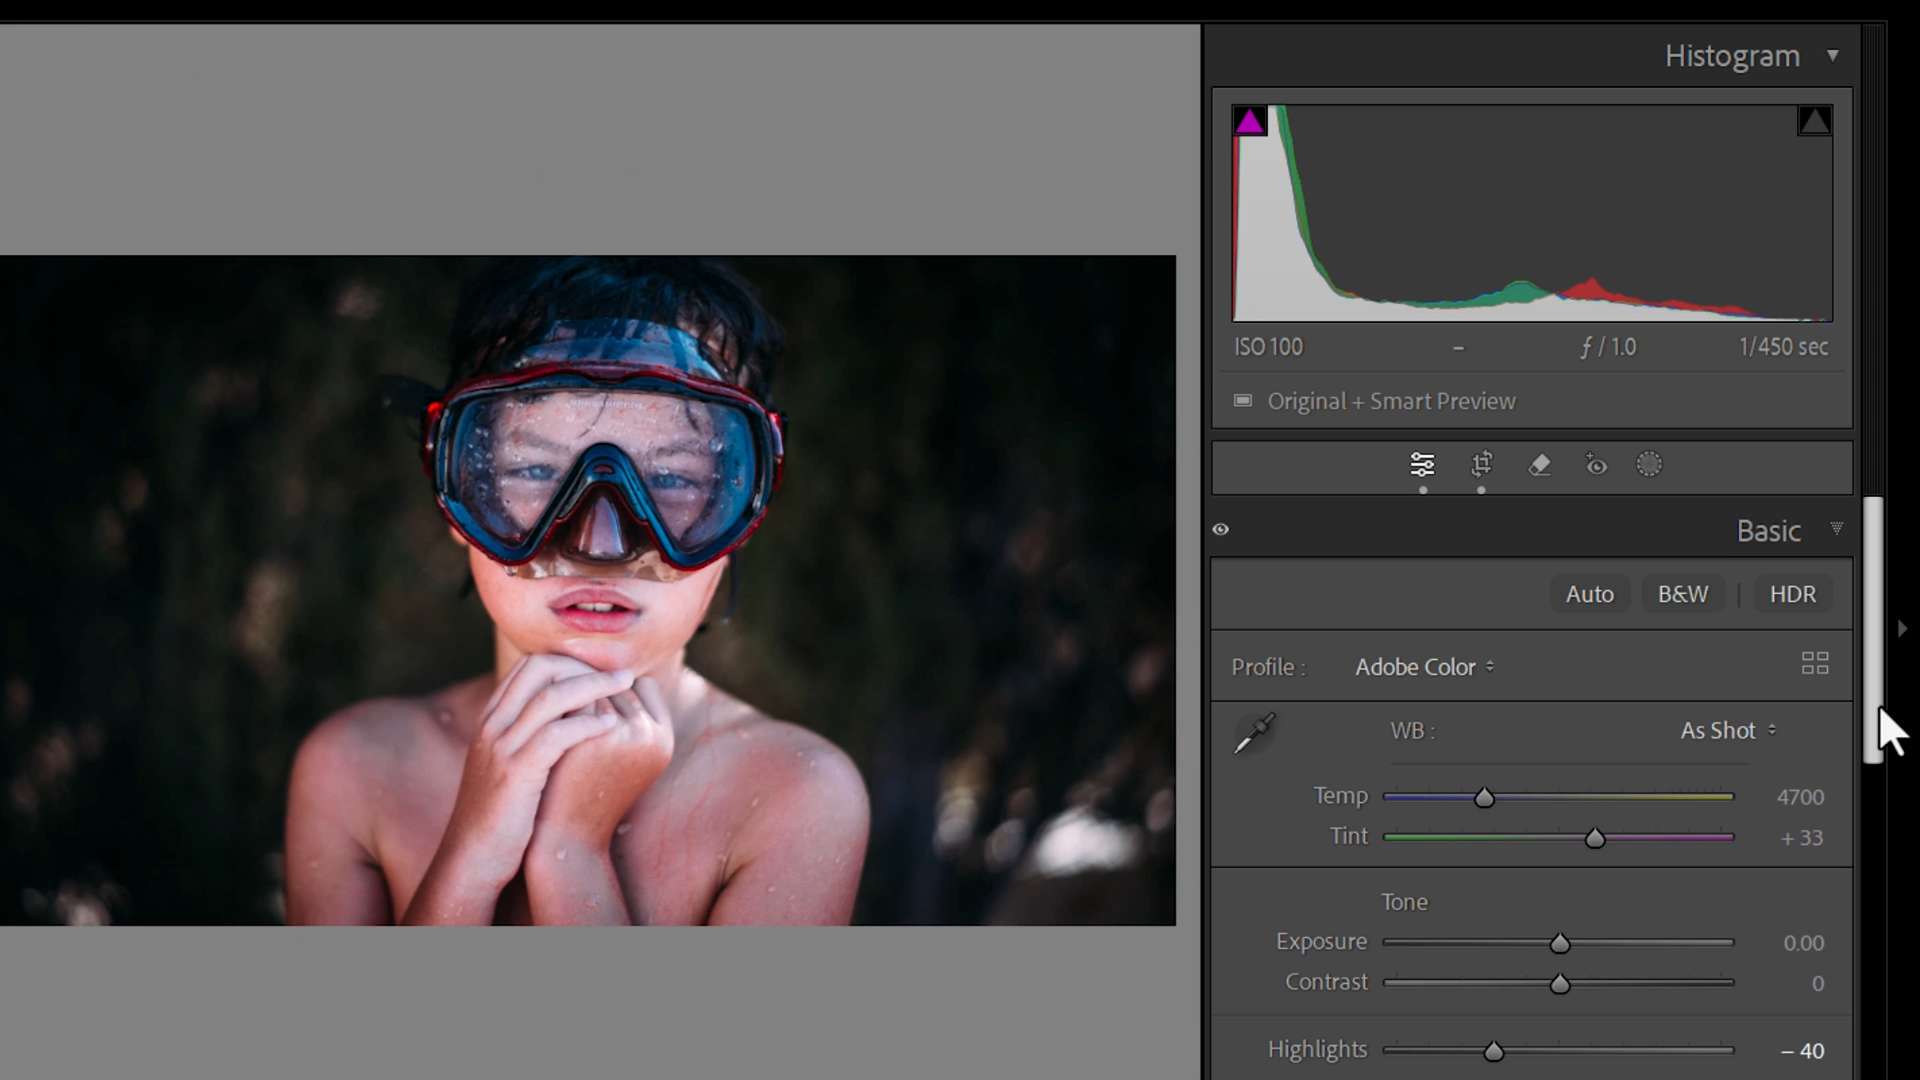 Histogram
ISO 100 – ƒ / 1.0 1/450 sec
Original + Smart Preview
Basic
Auto B&W | HDR
Profile : Adobe Color
WB : As Shot
Temp 4700
Tint + 33
Tone
Exposure 0.00
Contrast 0
Highlights – 40